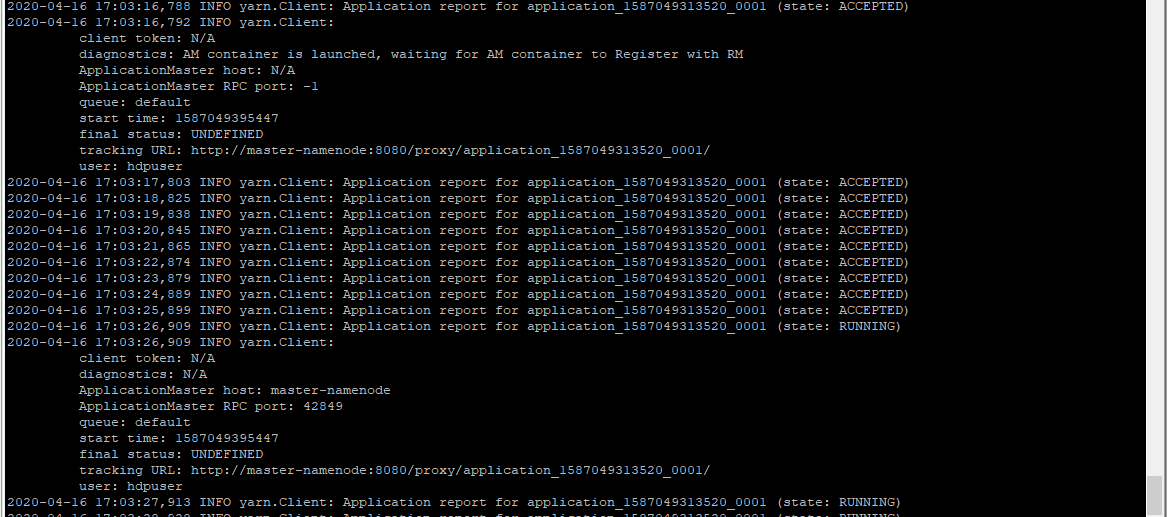 2020-04-16 17:03:16,788 INFO yarn.Client: Application report for application_1587049313520_0001 (state: ACCEPTED)
2020-04-16 17:03:16,792 INFO yarn.Client:
client token: N/A
diagnostics: AM container is launched, waiting for AM container to Register with RM
ApplicationMaster host: N/A
ApplicationMaster RPC port: -1
queue: default
start time: 1587049395447
final status: UNDEFINED
tracking URL: http://master-namenode:8080/proxy/application_1587049313520_0001/
user: hdpuser
2020-04-16 17:03:17,803 INFO yarn.Client: Application report for application_1587049313520_0001 (state: ACCEPTED)
2020-04-16 17:03:18,825 INFO yarn.Client: Application report for application_1587049313520_0001 (state: ACCEPTED)
2020-04-16 17:03:19,838 INFO yarn.Client: Application report for application_1587049313520_0001 (state: ACCEPTED)
2020-04-16 17:03:20,845 INFO yarn.Client: Application report for application_1587049313520_0001 (state: ACCEPTED)
2020-04-16 17:03:21,865 INFO yarn.Client: Application report for application_1587049313520_0001 (state: ACCEPTED)
2020-04-16 17:03:22,874 INFO yarn.Client: Application report for application_1587049313520_0001 (state: ACCEPTED)
2020-04-16 17:03:23,879 INFO yarn.Client: Application report for application_1587049313520_0001 (state: ACCEPTED)
2020-04-16 17:03:24,889 INFO yarn.Client: Application report for application_1587049313520_0001 (state: ACCEPTED)
2020-04-16 17:03:25,899 INFO yarn.Client: Application report for application_1587049313520_0001 (state: ACCEPTED)
2020-04-16 17:03:26,909 INFO yarn.Client: Application report for application_1587049313520_0001 (state: RUNNING)
2020-04-16 17:03:26,909 INFO yarn.Client:
client token: N/A
diagnostics: N/A
ApplicationMaster host: master-namenode
ApplicationMaster RPC port: 42849
queue: default
start time: 1587049395447
final status: UNDEFINED
tracking URL: http://master-namenode:8080/proxy/application_1587049313520_0001/
user: hdpuser
2020-04-16 17:03:27,913 INFO yarn.Client: Application report for application_1587049313520_0001 (state: RUNNING)